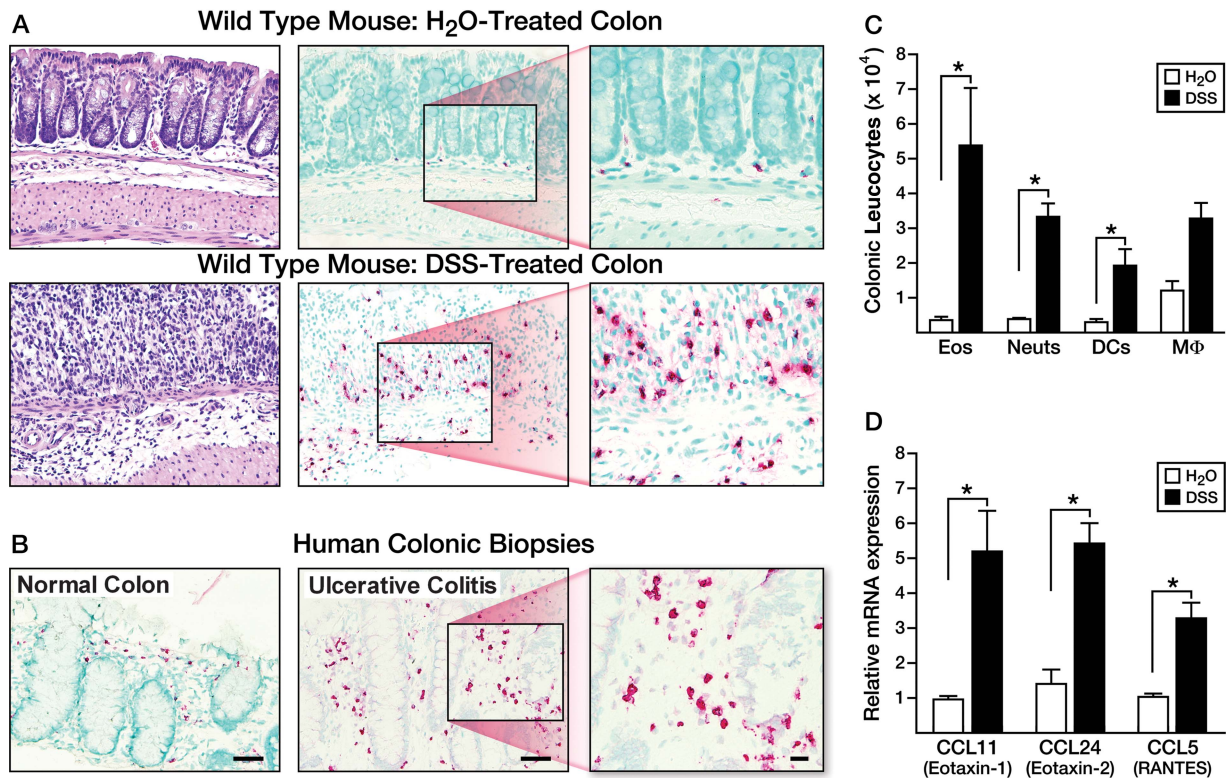 A
Wild Type Mouse: H₂O-Treated Colon
Wild Type Mouse: DSS-Treated Colon
B
Human Colonic Biopsies
Normal Colon
Ulcerative Colitis
C
Colonic Leucocytes (x 10⁴)
8
7
6
5
4
3
2
1
H₂O
DSS
*
*
*
Eos Neuts DCs MΦ
D
Relative mRNA expression
8
7
6
5
4
3
2
1
H₂O
DSS
*
*
*
CCL11 CCL24 CCL5
(Eotaxin-1) (Eotaxin-2) (RANTES)